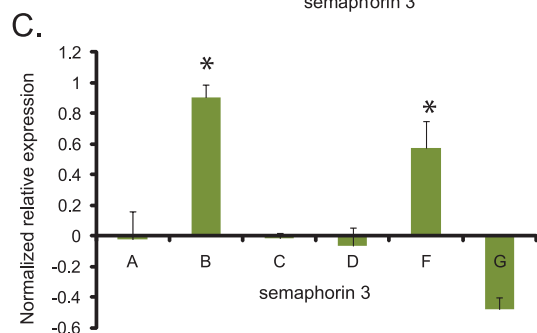 semaphorin 3
C.
Normalized relative expression
1.2
1
0.8
0.6
0.4
0.2
0
-0.2
-0.4
-0.6
*
*
A B C D F G
semaphorin 3